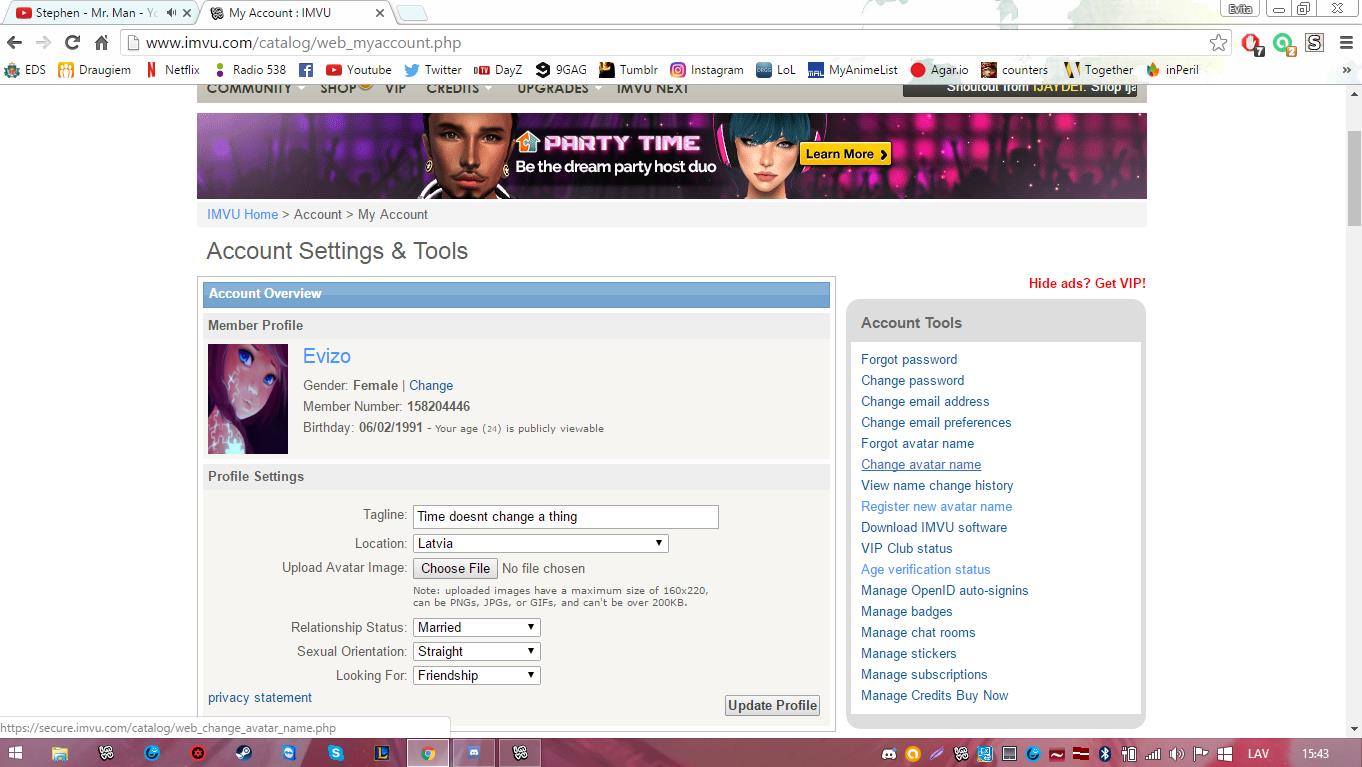 Stephen - Mr. Man - Yo
My Account : IMVU
Evita
www.imvu.com/catalog/web_myaccount.php
EDS Draugiem Netflix Radio 538 Youtube Twitter DayZ 9GAG Tumblr Instagram LoL MyAnimeList Agar.io counters Together inPeril
COMMUNITY SHOP VIP CREDITS UPGRADES IMVU NEXT
PARTY TIME
Be the dream party host duo
Learn More
IMVU Home > Account > My Account
Account Settings & Tools
Account Overview
Member Profile
Evizo
Gender: Female | Change
Member Number: 158204446
Birthday: 06/02/1991 - Your age (24) is publicly viewable
Profile Settings
Tagline: Time doesnt change a thing
Location: Latvia
Upload Avatar Image: Choose File No file chosen
Note: uploaded images have a maximum size of 160x220,
can be PNGs, JPGs, or GIFs, and can't be over 200KB.
Relationship Status: Married
Sexual Orientation: Straight
Looking For: Friendship
privacy statement
Update Profile
Hide ads? Get VIP!
Account Tools
Forgot password
Change password
Change email address
Change email preferences
Forgot avatar name
Change avatar name
View name change history
Register new avatar name
Download IMVU software
VIP Club status
Age verification status
Manage OpenID auto-signins
Manage badges
Manage chat rooms
Manage stickers
Manage subscriptions
Manage Credits Buy Now
https://secure.imvu.com/catalog/web_change_avatar_name.php
LAV 15:43